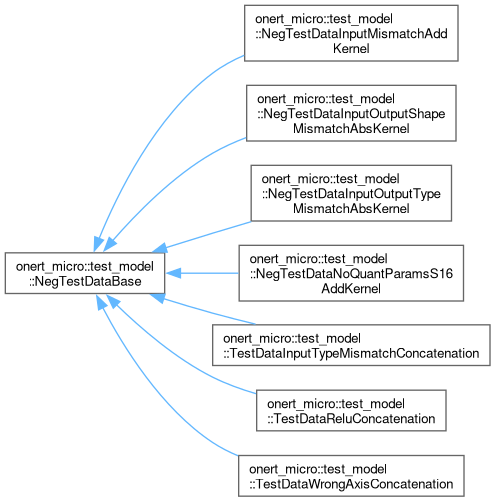 onert_micro::test_model
::NegTestDataInputMismatchAdd
Kernel
onert_micro::test_model
::NegTestDataInputOutputShape
MismatchAbsKernel
onert_micro::test_model
::NegTestDataInputOutputType
MismatchAbsKernel
onert_micro::test_model
::NegTestDataBase
onert_micro::test_model
::NegTestDataNoQuantParamsS16
AddKernel
onert_micro::test_model
::TestDataInputTypeMismatchConcatenation
onert_micro::test_model
::TestDataReluConcatenation
onert_micro::test_model
::TestDataWrongAxisConcatenation